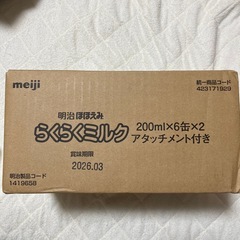 meiji
統一商品コード
423171929
明治ほほえみ
らくらくミルク
200ml×6缶×2
アタッチメント付き
賞味期限
2026.03
明治製品コード
1419658